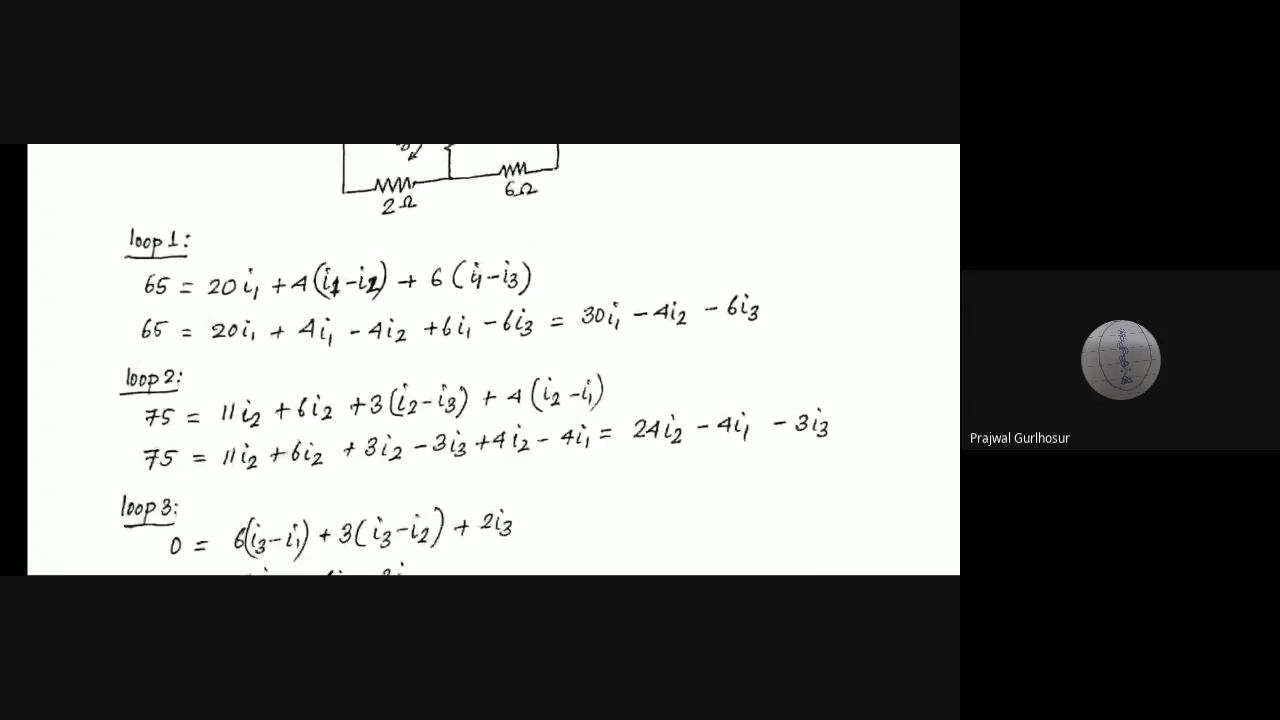 2Ω
6Ω
loop 1:
65 = 20i₁ + 4(i₁-i₂) + 6(i₁-i₃)
65 = 20i₁ + 4i₁ - 4i₂ + 6i₁ - 6i₃ = 30i₁ - 4i₂ - 6i₃
loop 2:
75 = 11i₂ + 6i₂ + 3(i₂-i₃) + 4(i₂-i₁)
75 = 11i₂ + 6i₂ + 3i₂ - 3i₃ + 4i₂ - 4i₁ = 24i₂ - 4i₁ - 3i₃
loop 3:
0 = 6(i₃-i₁) + 3(i₃-i₂) + 2i₃
Prajwal Gurlhosur